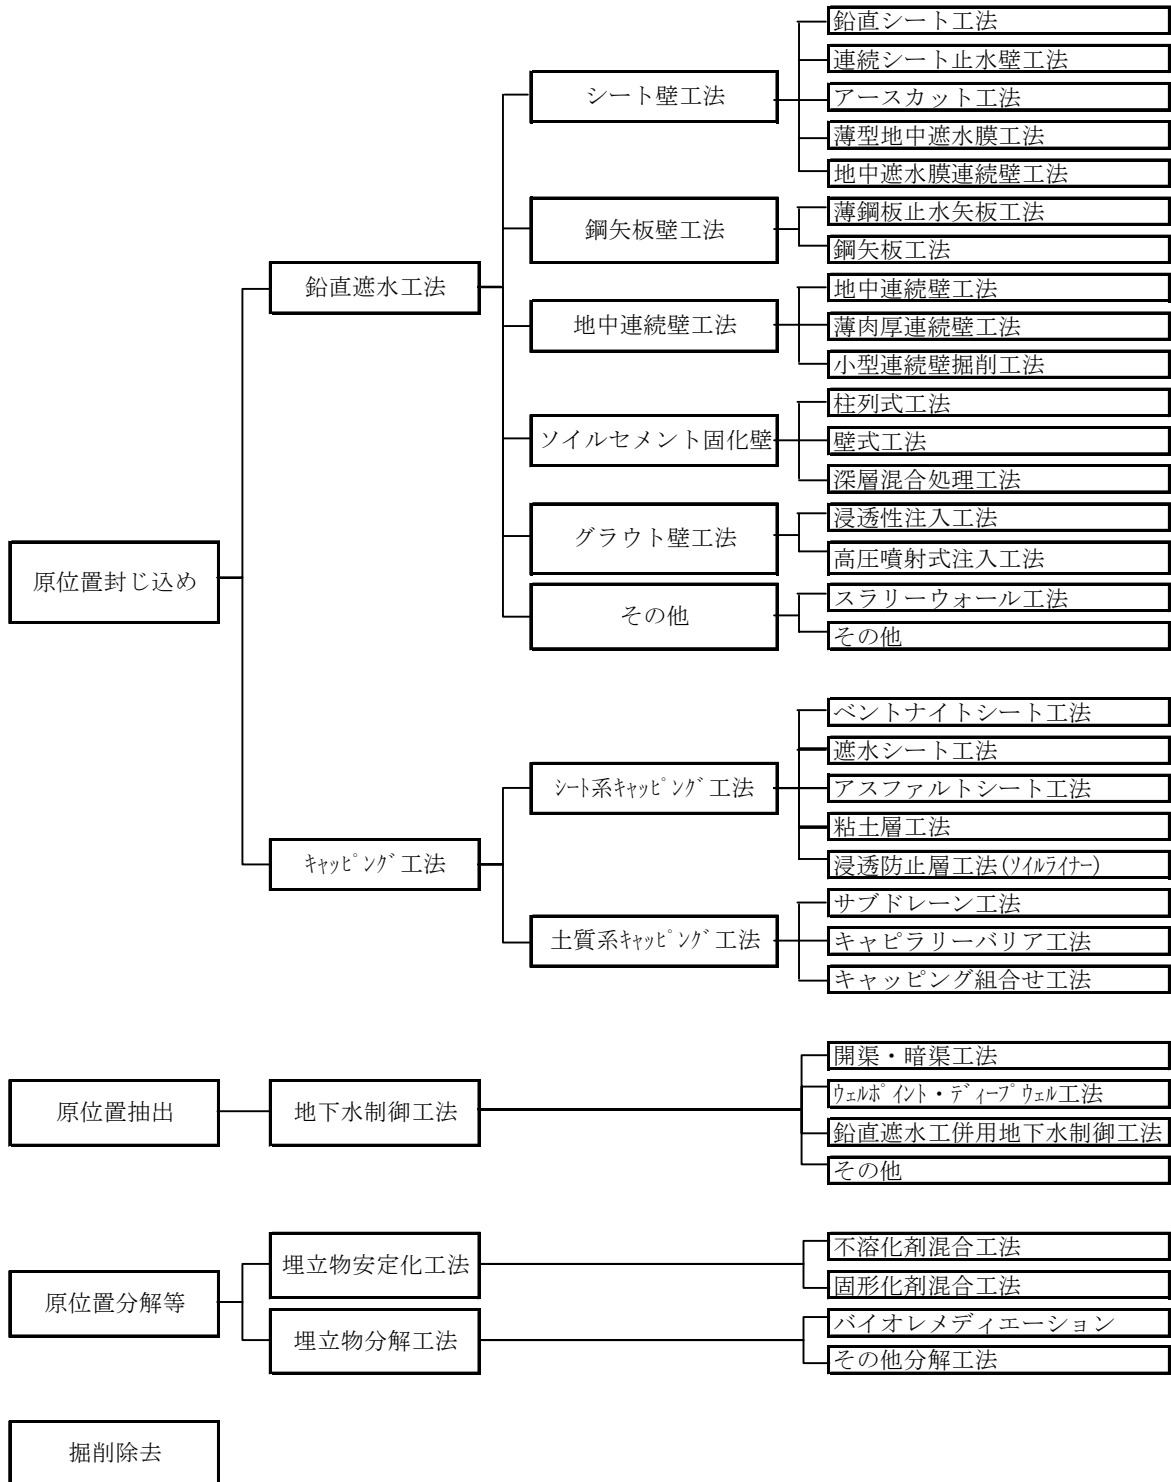 原位置封じ込め
鉛直遮水工法
シート壁工法
鉛直シート工法
連続シート止水壁工法
アースカット工法
薄型地中遮水膜工法
地中遮水膜連続壁工法
鋼矢板壁工法
薄鋼板止水矢板工法
鋼矢板工法
地中連続壁工法
地中連続壁工法
薄肉厚連続壁工法
小型連続壁掘削工法
ソイルセメント固化壁
柱列式工法
壁式工法
深層混合処理工法
グラウト壁工法
浸透性注入工法
高圧噴射式注入工法
その他
スラリーウォール工法
その他
キャッピング工法
シート系キャッピング工法
ベントナイトシート工法
遮水シート工法
アスファルトシート工法
粘土層工法
浸透防止層工法(ソイルライナー)
土質系キャッピング工法
サブドレーン工法
キャピラリーバリア工法
キャッピング組合せ工法
原位置抽出
地下水制御工法
開渠・暗渠工法
ウェルポイント・ディープウェル工法
鉛直遮水工併用地下水制御工法
その他
原位置分解等
埋立物安定化工法
不溶化剤混合工法
固形化剤混合工法
埋立物分解工法
バイオレメディエーション
その他分解工法
掘削除去